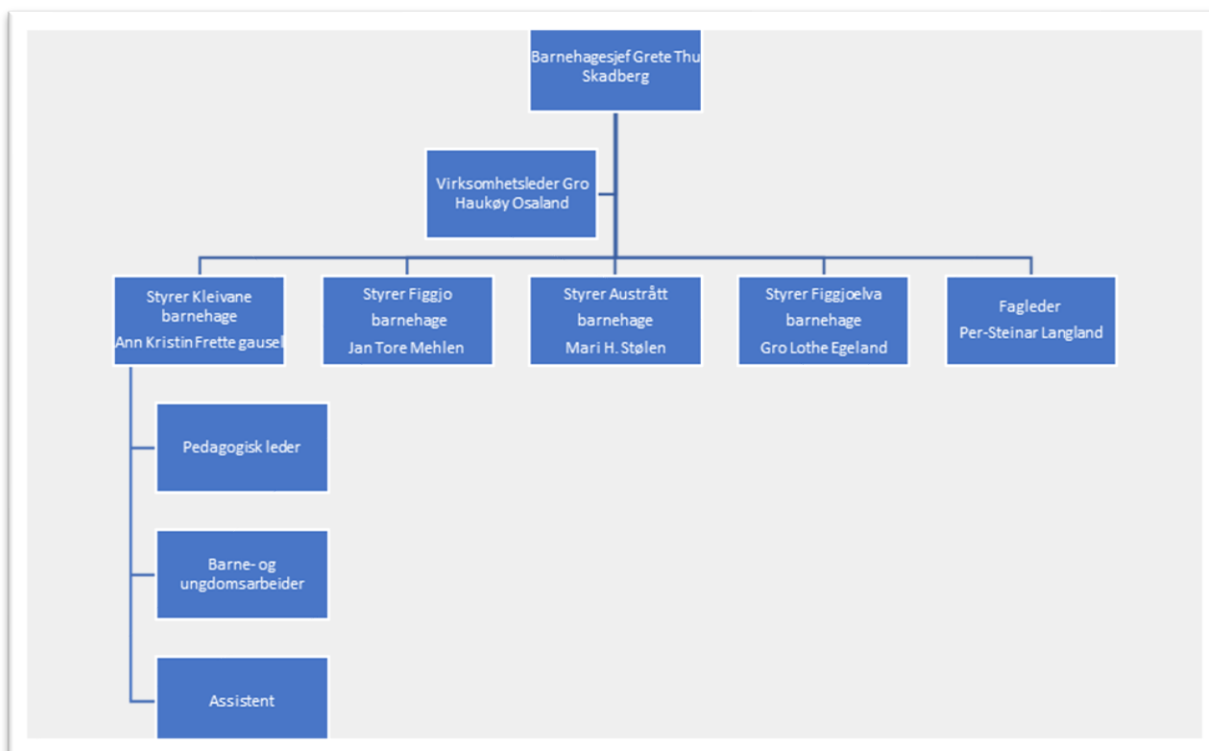 Barnehagesjef Grete Thu
Skadberg
Virksomhetsleder Gro
Haukøy Osaland
Styrer Kleivane
barnehage
Ann Kristin Frette gausel
Styrer Figgjo
barnehage
Jan Tore Mehlen
Styrer Austrått
barnehage
Mari H. Stølen
Styrer Figgjoelva
barnehage
Gro Lothe Egeland
Fagleder
Per-Steinar Langland
Pedagogisk leder
Barne- og
ungdomsarbeider
Assistent